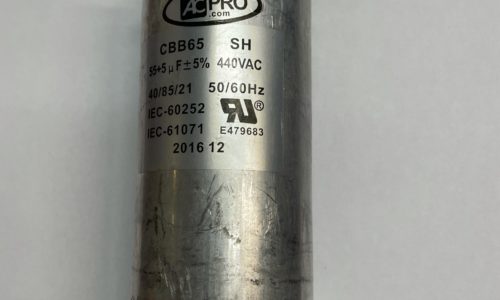 ACPRO
.com
CBB65 SH
55+5 μF±5% 440VAC
40/85/21 50/60Hz
IEC-60252
IEC-61071 E479683
2016 12